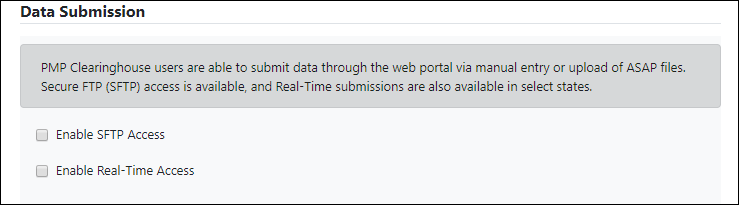 Data Submission
PMP Clearinghouse users are able to submit data through the web portal via manual entry or upload of ASAP files.
Secure FTP (SFTP) access is available, and Real-Time submissions are also available in select states.
Enable SFTP Access
Enable Real-Time Access